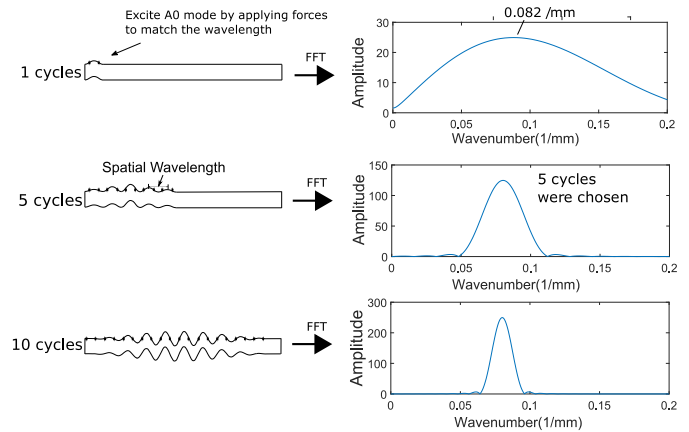 Excite A0 mode by applying forces
to match the wavelength
1 cycles
FFT
0.082 /mm
Amplitude
30
20
10
0
0 0.05 0.1 0.15 0.2
Wavenumber(1/mm)
Spatial Wavelength
5 cycles
FFT
5 cycles
were chosen
Amplitude
150
100
50
0
0 0.05 0.1 0.15 0.2
Wavenumber(1/mm)
10 cycles
FFT
Amplitude
300
200
100
0
0 0.05 0.1 0.15 0.2
Wavenumber(1/mm)